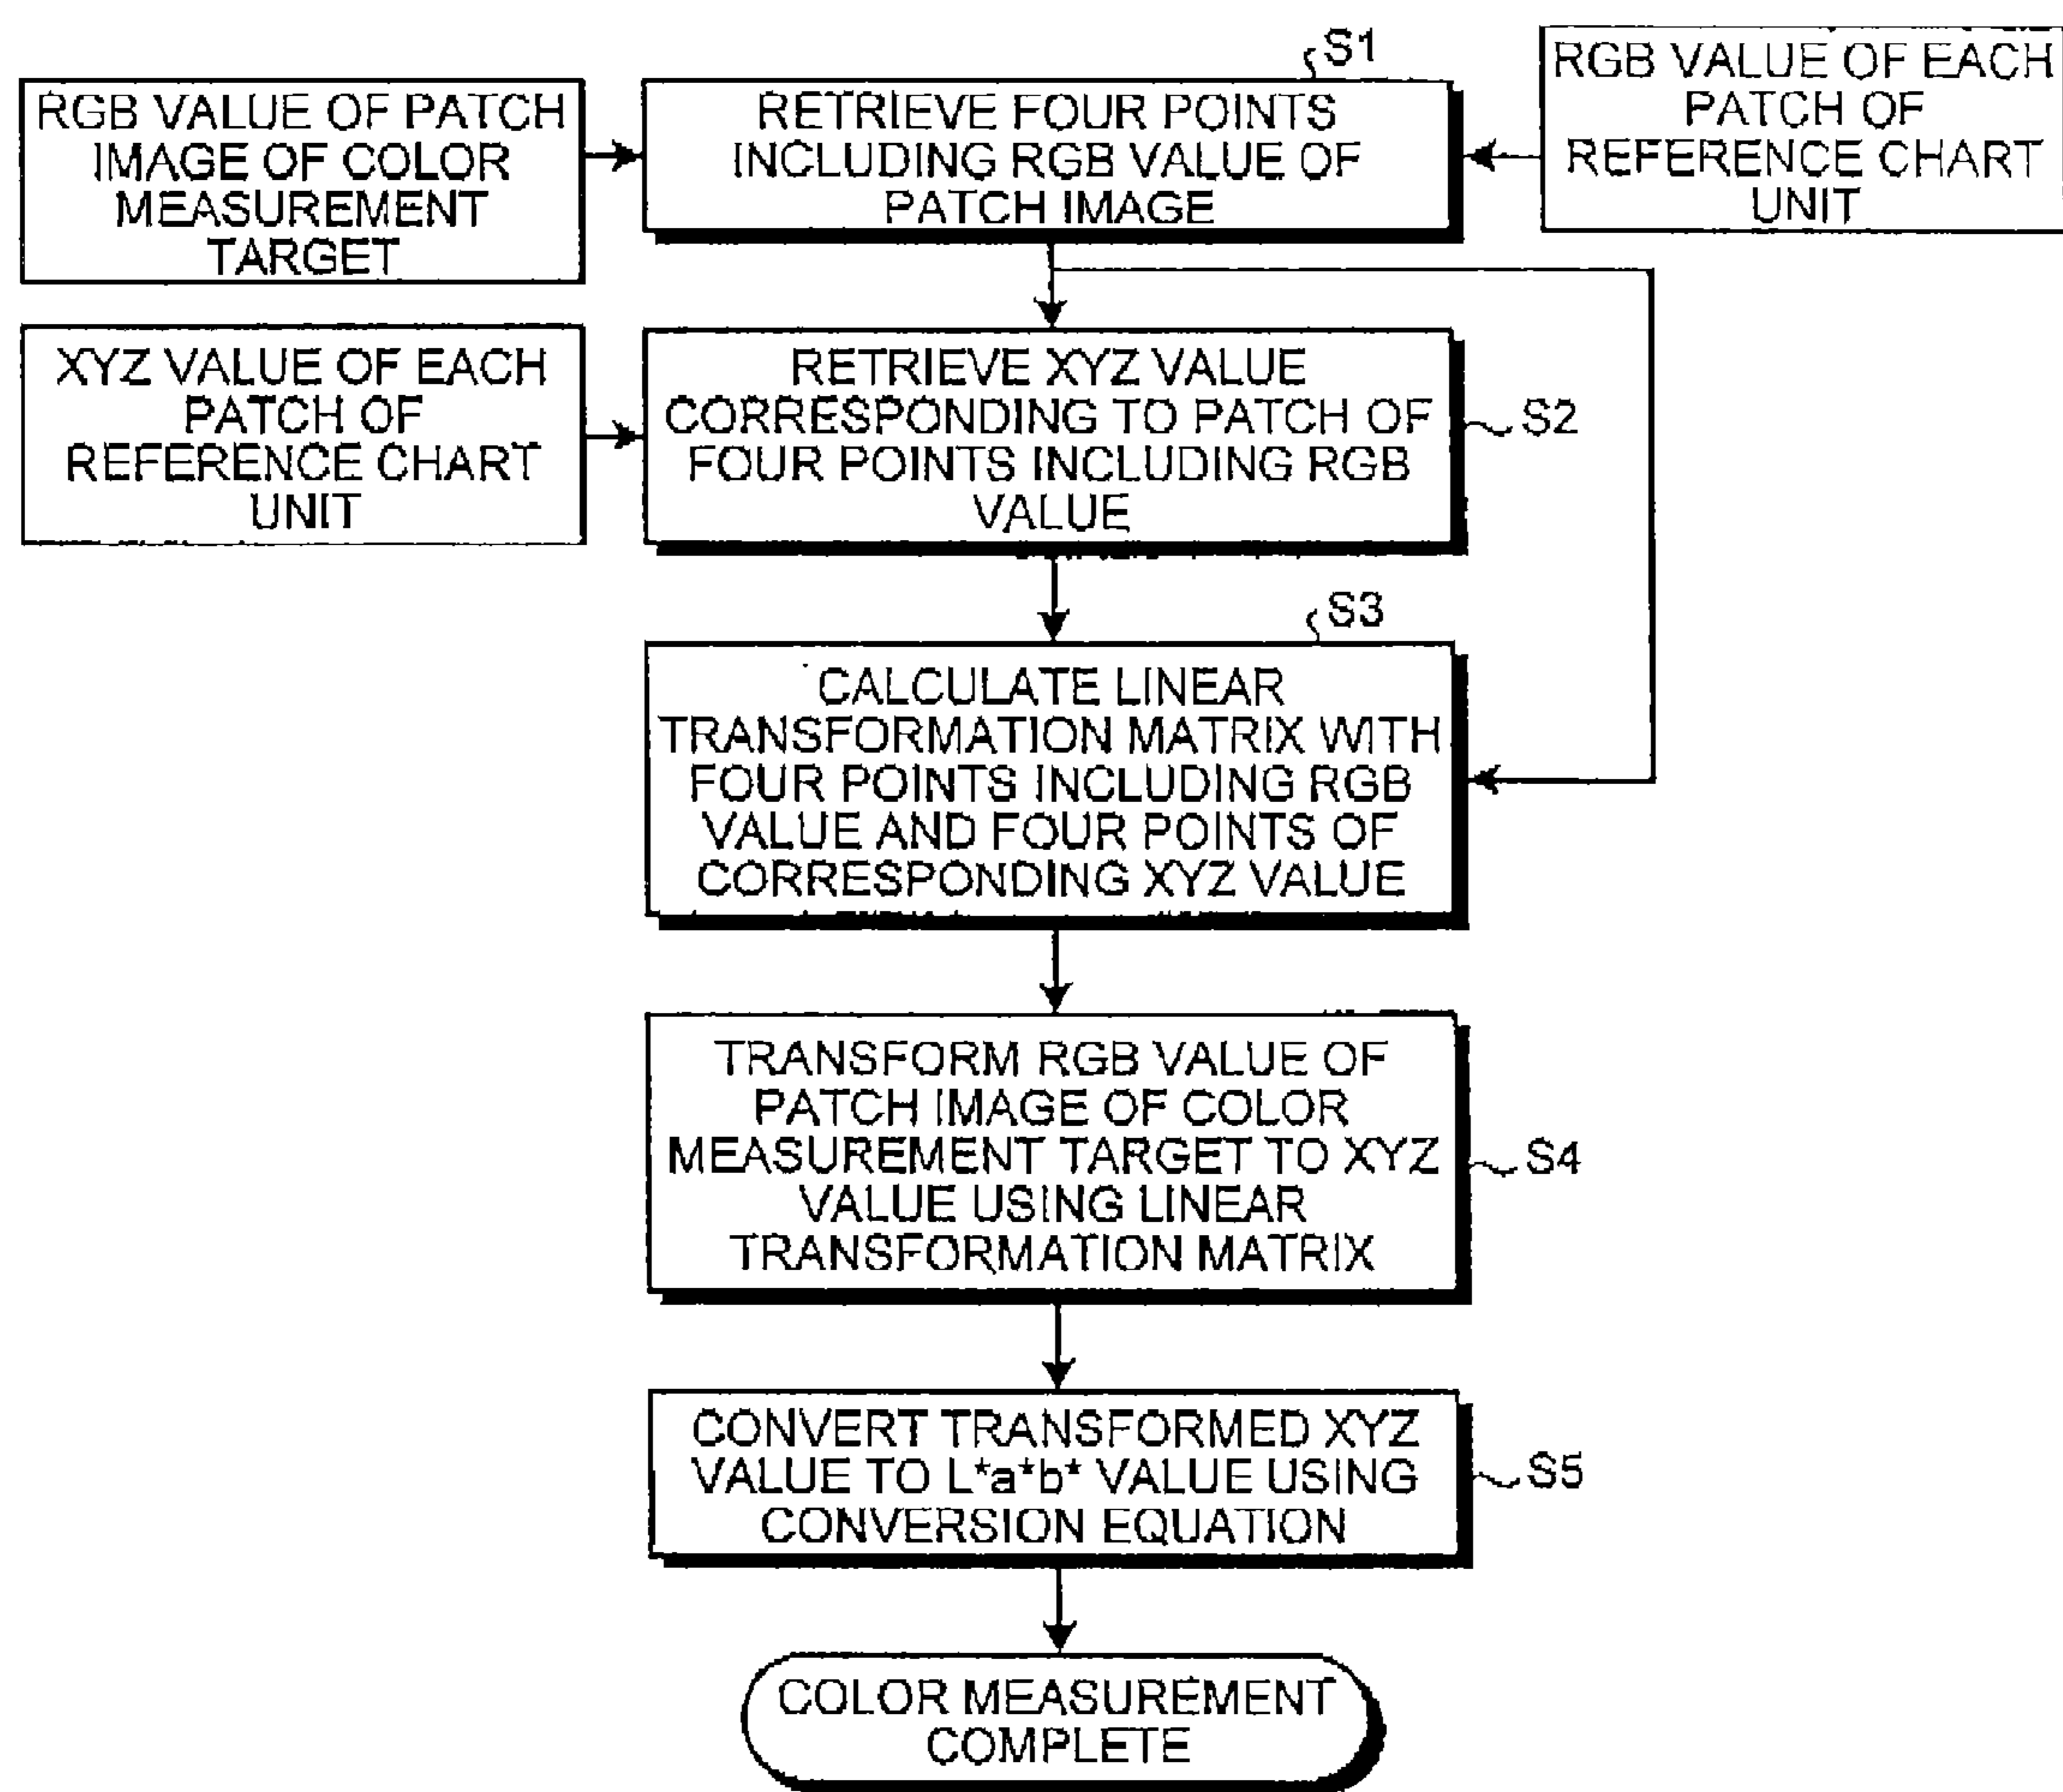 S1
RGB VALUE OF PATCH
IMAGE OF COLOR
MEASUREMENT
TARGET
RETRIEVE FOUR POINTS
INCLUDING RGB VALUE OF
PATCH IMAGE
RGB VALUE OF EACH
PATCH OF
REFERENCE CHART
UNIT
XYZ VALUE OF EACH
PATCH OF
REFERENCE CHART
UNIT
RETRIEVE XYZ VALUE
CORRESPONDING TO PATCH OF
FOUR POINTS INCLUDING RGB
VALUE
S2
S3
CALCULATE LINEAR
TRANSFORMATION MATRIX WITH
FOUR POINTS INCLUDING RGB
VALUE AND FOUR POINTS OF
CORRESPONDING XYZ VALUE
TRANSFORM RGB VALUE OF
PATCH IMAGE OF COLOR
MEASUREMENT TARGET TO XYZ
VALUE USING LINEAR
TRANSFORMATION MATRIX
S4
CONVERT TRANSFORMED XYZ
VALUE TO L*a*b* VALUE USING
CONVERSION EQUATION
S5
COLOR MEASUREMENT
COMPLETE